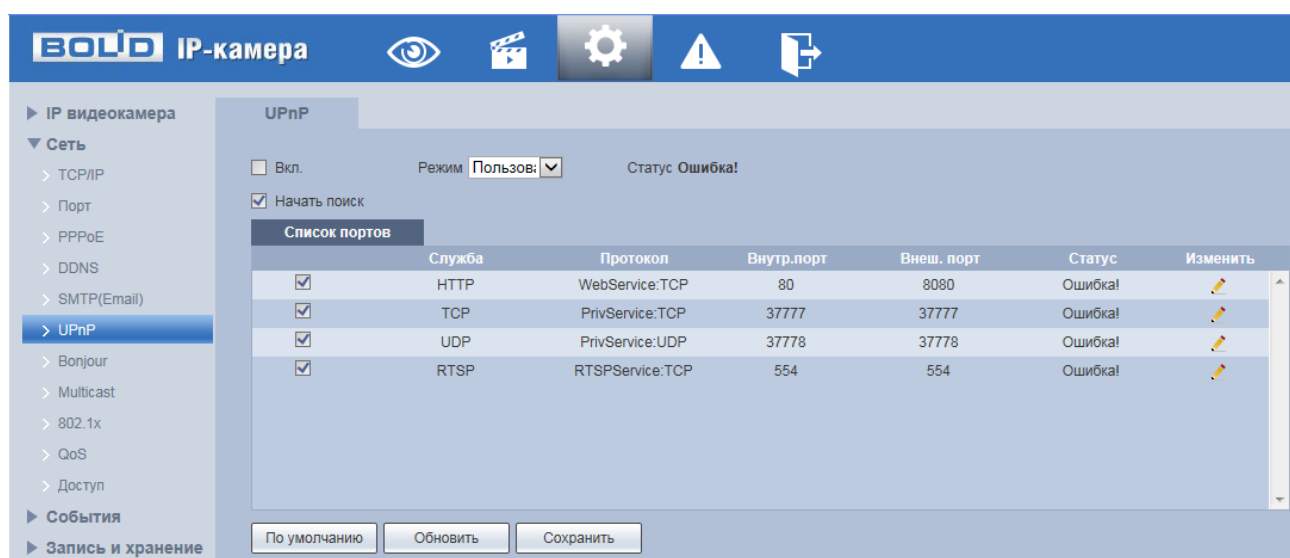 BOLID IP-камера
IP видеокамера
Сеть
TCP/IP
Порт
PPPoE
DDNS
SMTP(Email)
UPnP
Bonjour
Multicast
802.1x
QoS
Доступ
События
Запись и хранение
UPnP
Вкл. Режим Пользова Статус Ошибка!
Начать поиск
Список портов
Служба Протокол Внутр.порт Внеш. порт Статус Изменить
HTTP WebService:TCP 80 8080 Ошибка!
TCP PrivService:TCP 37777 37777 Ошибка!
UDP PrivService:UDP 37778 37778 Ошибка!
RTSP RTSPService:TCP 554 554 Ошибка!
По умолчанию Обновить Сохранить